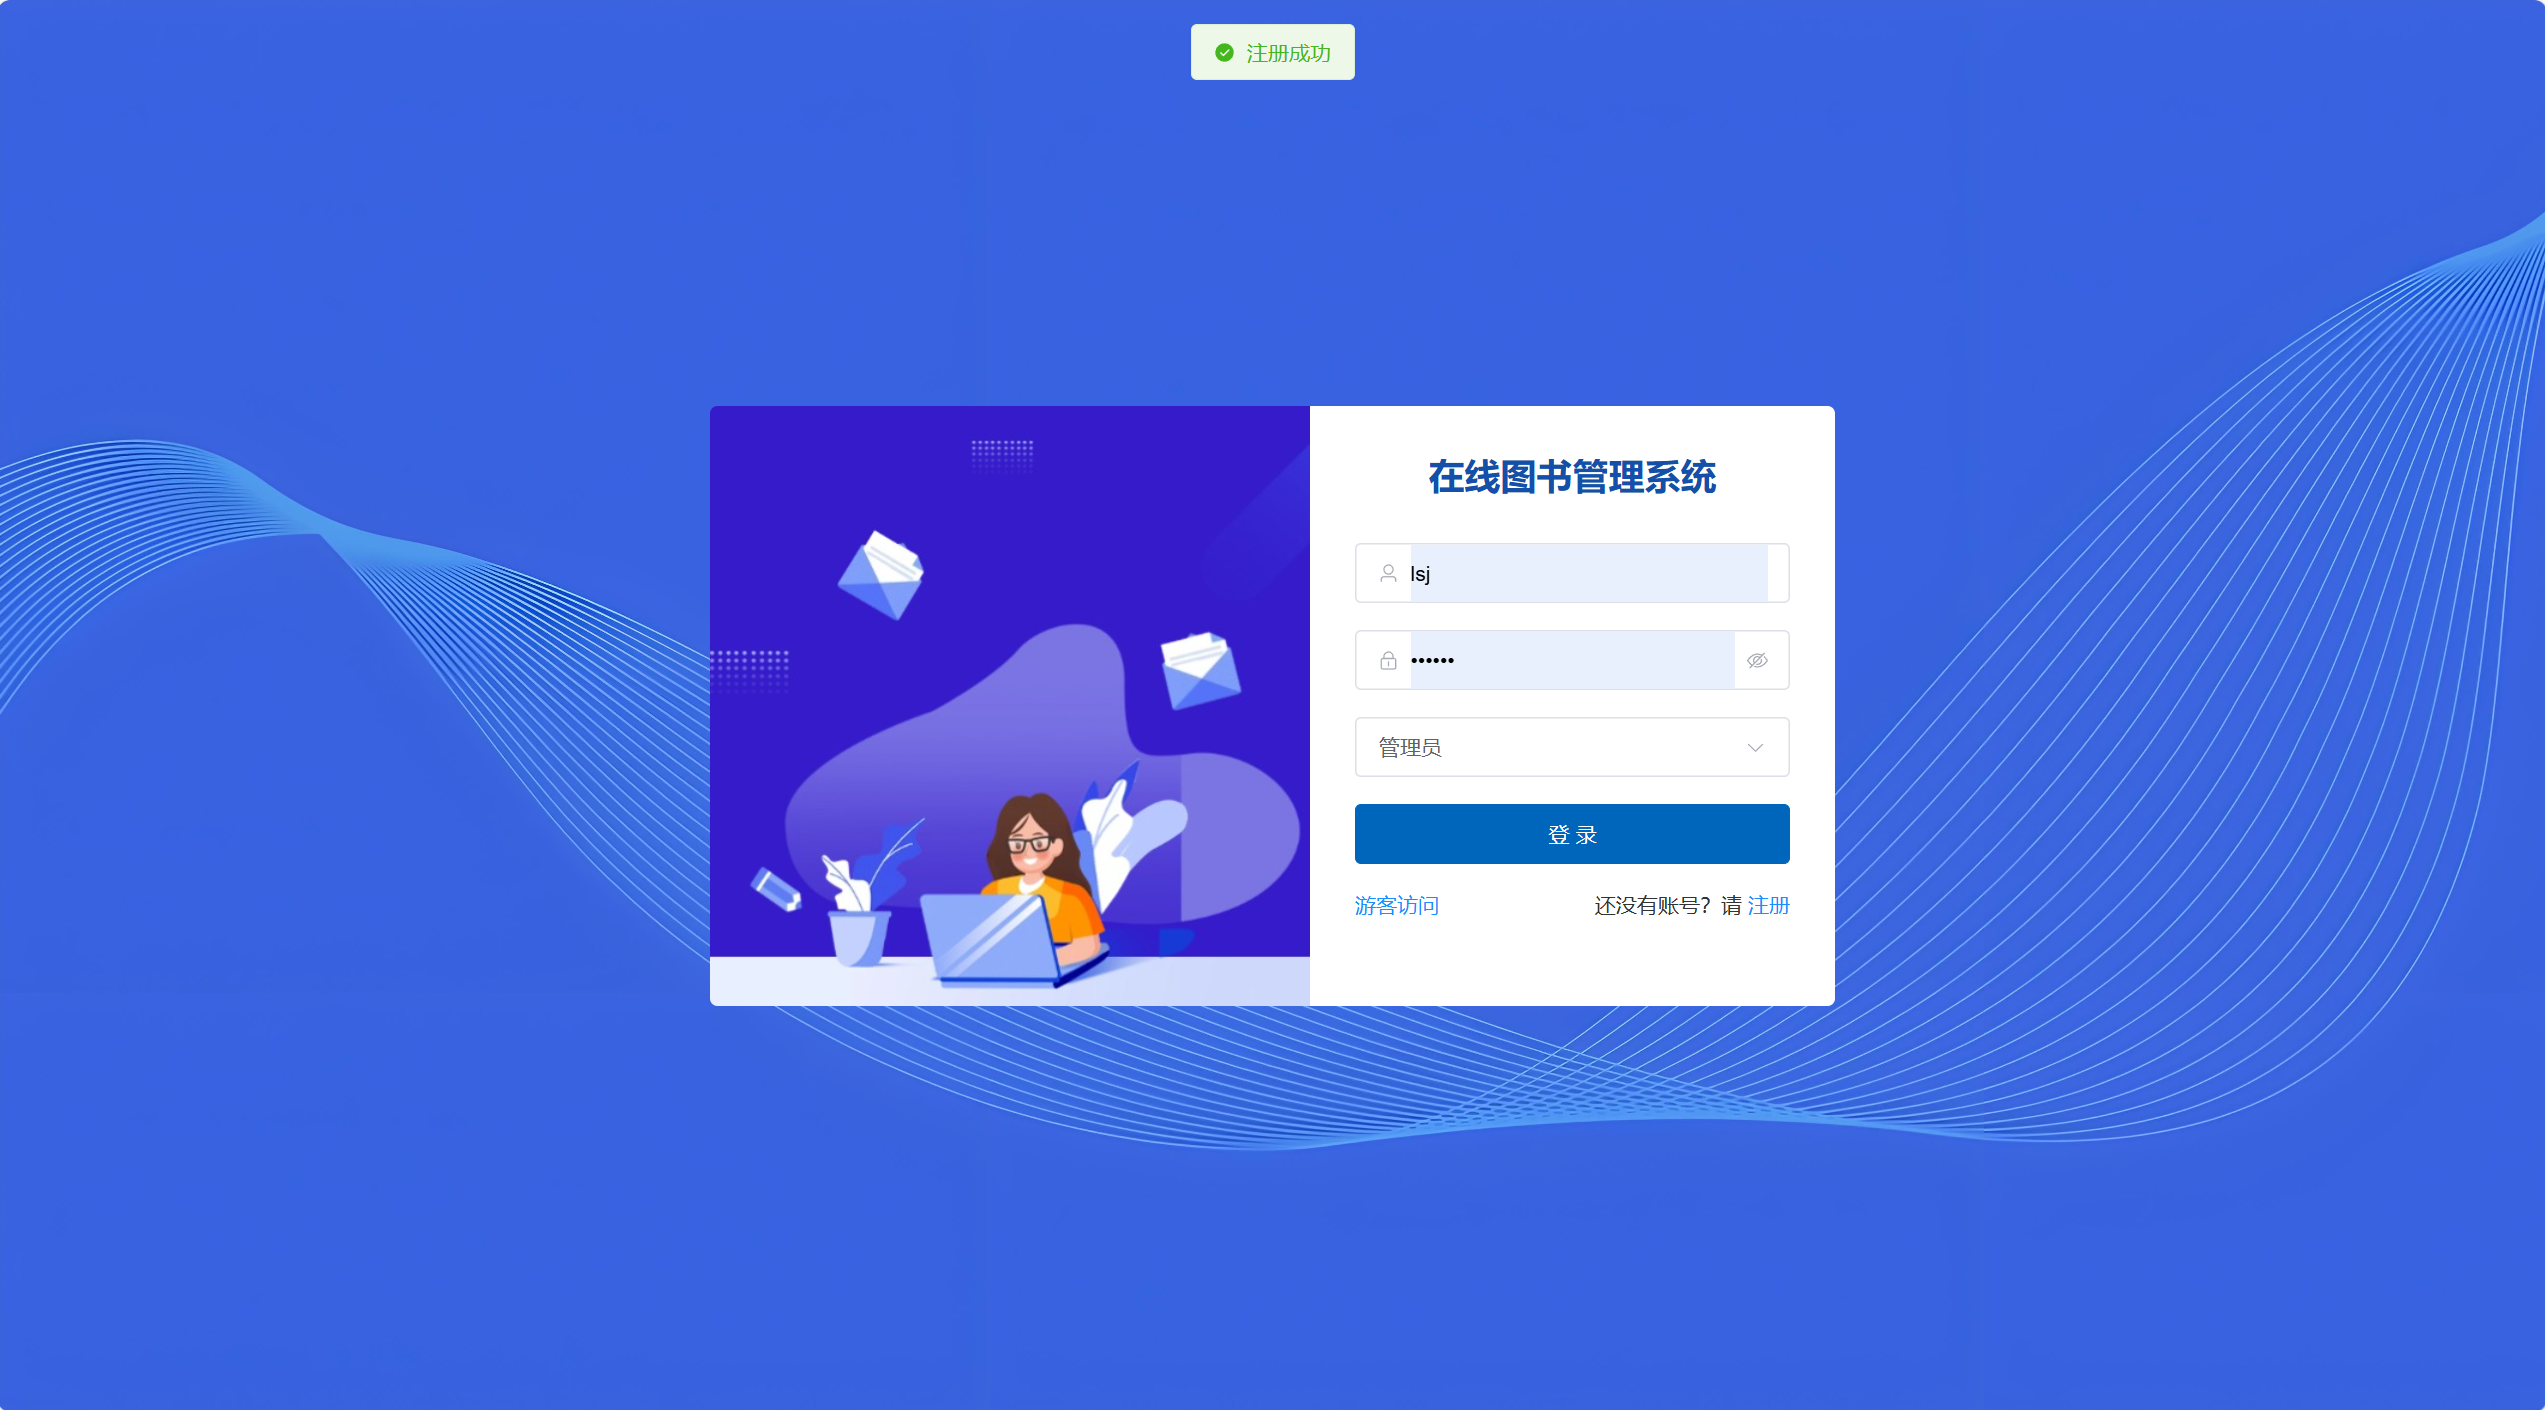 注册成功
在线图书管理系统
lsj
••••••
管理员
登 录
游客访问
还没有账号？请 注册